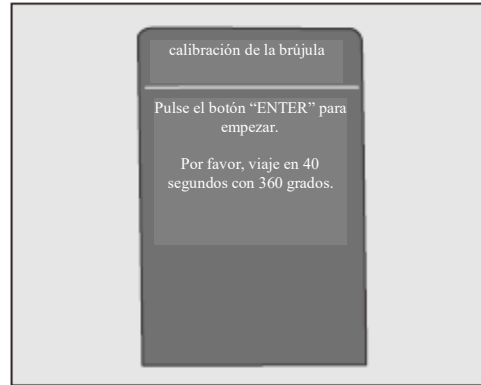 calibración de la brújula
Pulse el botón “ENTER” para
empezar.
Por favor, viaje en 40
segundos con 360 grados.